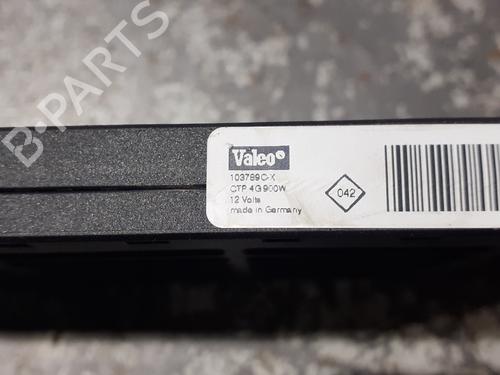 B-PARTS
Valeo
103789C-X
CTP 4G 900W
12 Volts
made in Germany
042